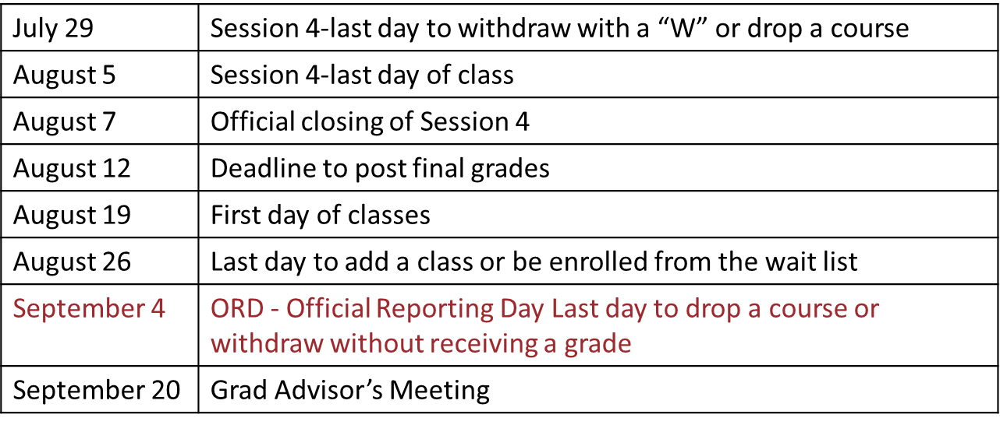 July 29 Session 4-last day to withdraw with a “W” or drop a course
August 5 Session 4-last day of class
August 7 Official closing of Session 4
August 12 Deadline to post final grades
August 19 First day of classes
August 26 Last day to add a class or be enrolled from the wait list
September 4 ORD - Official Reporting Day Last day to drop a course or
withdraw without receiving a grade
September 20 Grad Advisor’s Meeting